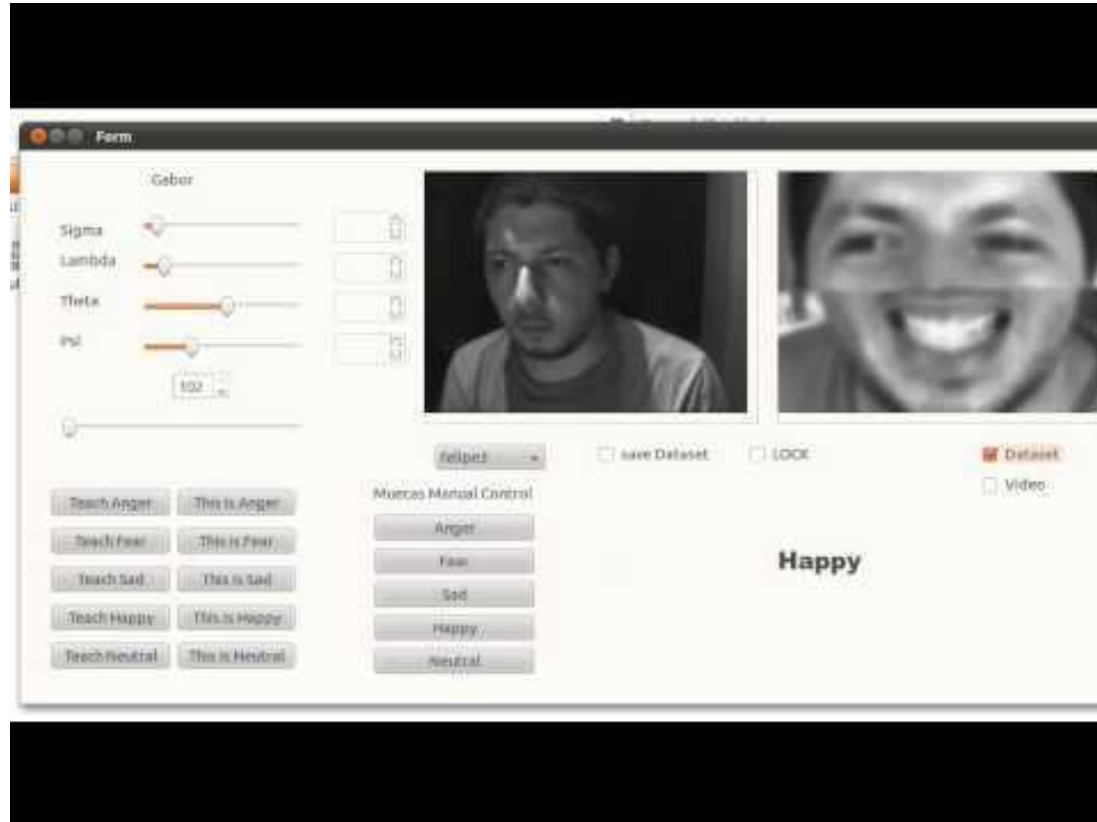 Form
Gabor
Sigma
Lambda
Theta
Psi
102
felipe3
save Dataset
LOCK
Dataset
Video
Muecas Manual Control
Teach Anger
This is Anger
Teach Fear
This is Fear
Teach Sad
This is Sad
Teach Happy
This is Happy
Teach Neutral
This is Neutral
Anger
Fear
Sad
Happy
Neutral
Happy